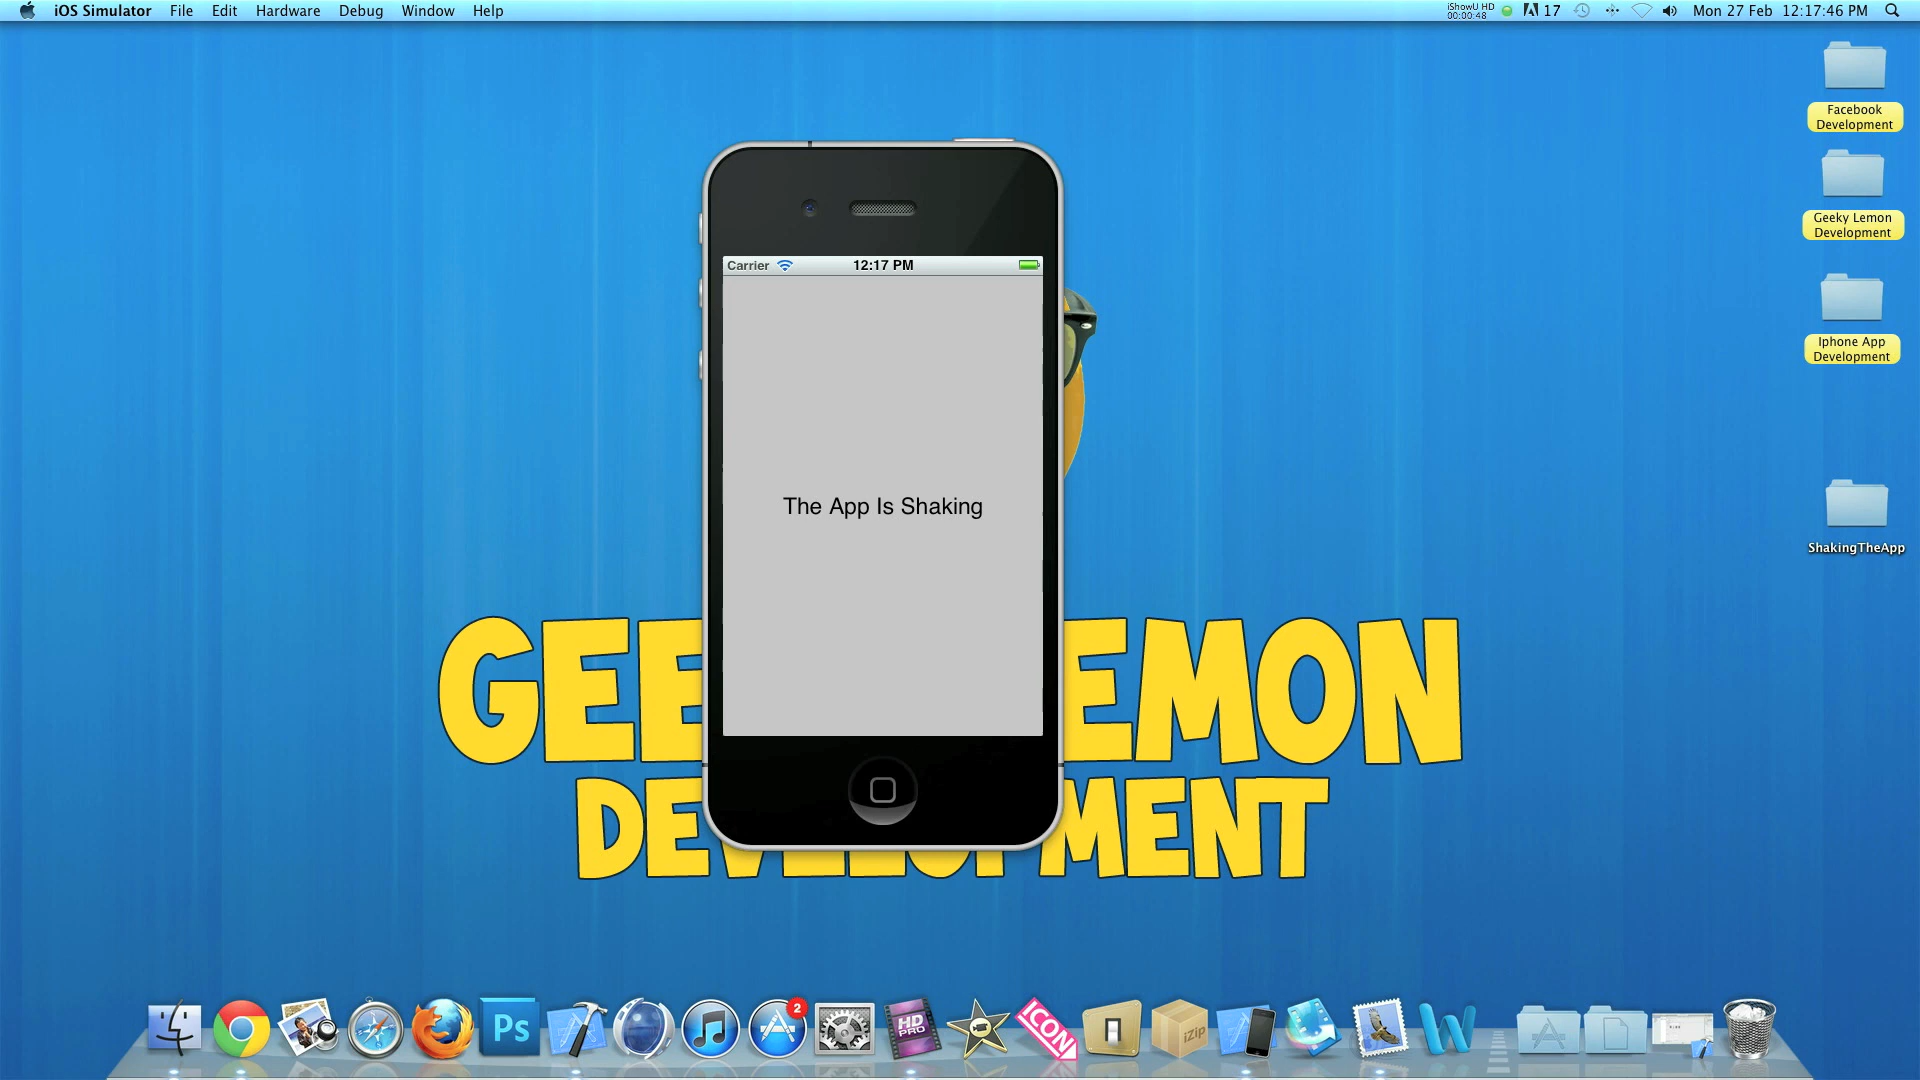 iOS Simulator File Edit Hardware Debug Window Help
iShowU HD
00:00:48
17 Mon 27 Feb 12:17:46 PM
Facebook
Development
Geeky Lemon
Development
Iphone App
Development
ShakingTheApp
Carrier 12:17 PM
The App Is Shaking
GEE EMON
DEVELOPMENT
Ps
2
HD
PRO
ICON
iZip
W